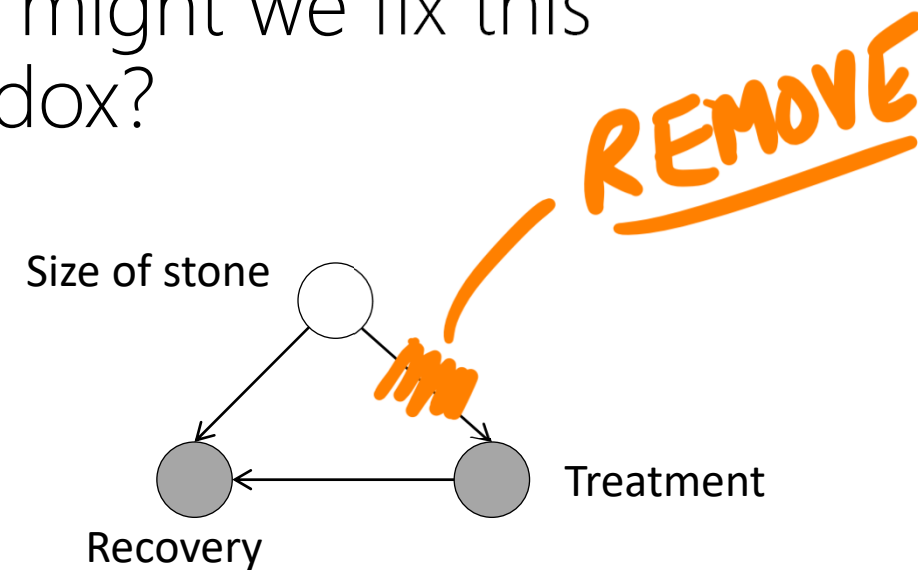 might we fix this
dox?
REMOVE
Size of stone
Treatment
Recovery